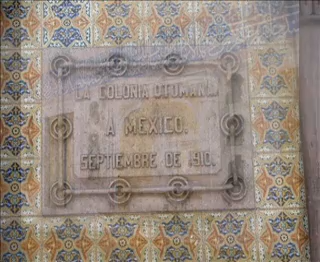 LA COLONIA OTOMANA
A MEXICO.
SEPTIEMBRE DE 1910.